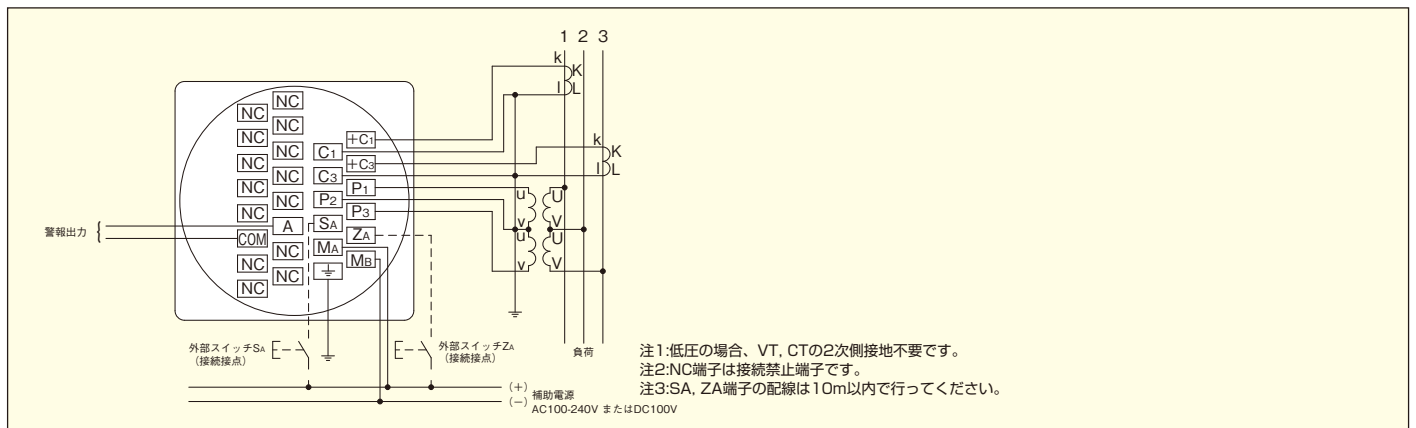 1 2 3
k
K
l
L
k
K
l
L
NC
NC
NC
NC
NC
NC
NC
NC
NC
NC
A
COM
NC
NC
NC
NC
+C1
C1
+C3
C3
P1
P2
P3
SA
ZA
MA
MB
u
U
v
V
u
U
v
V
警報出力
外部スイッチSA
(接続接点)
外部スイッチZA
(接続接点)
負荷
(+)
補助電源
(−)
AC100-240V またはDC100V
注1:低圧の場合、VT, CTの2次側接地不要です。
注2:NC端子は接続禁止端子です。
注3:SA, ZA端子の配線は10m以内で行ってください。